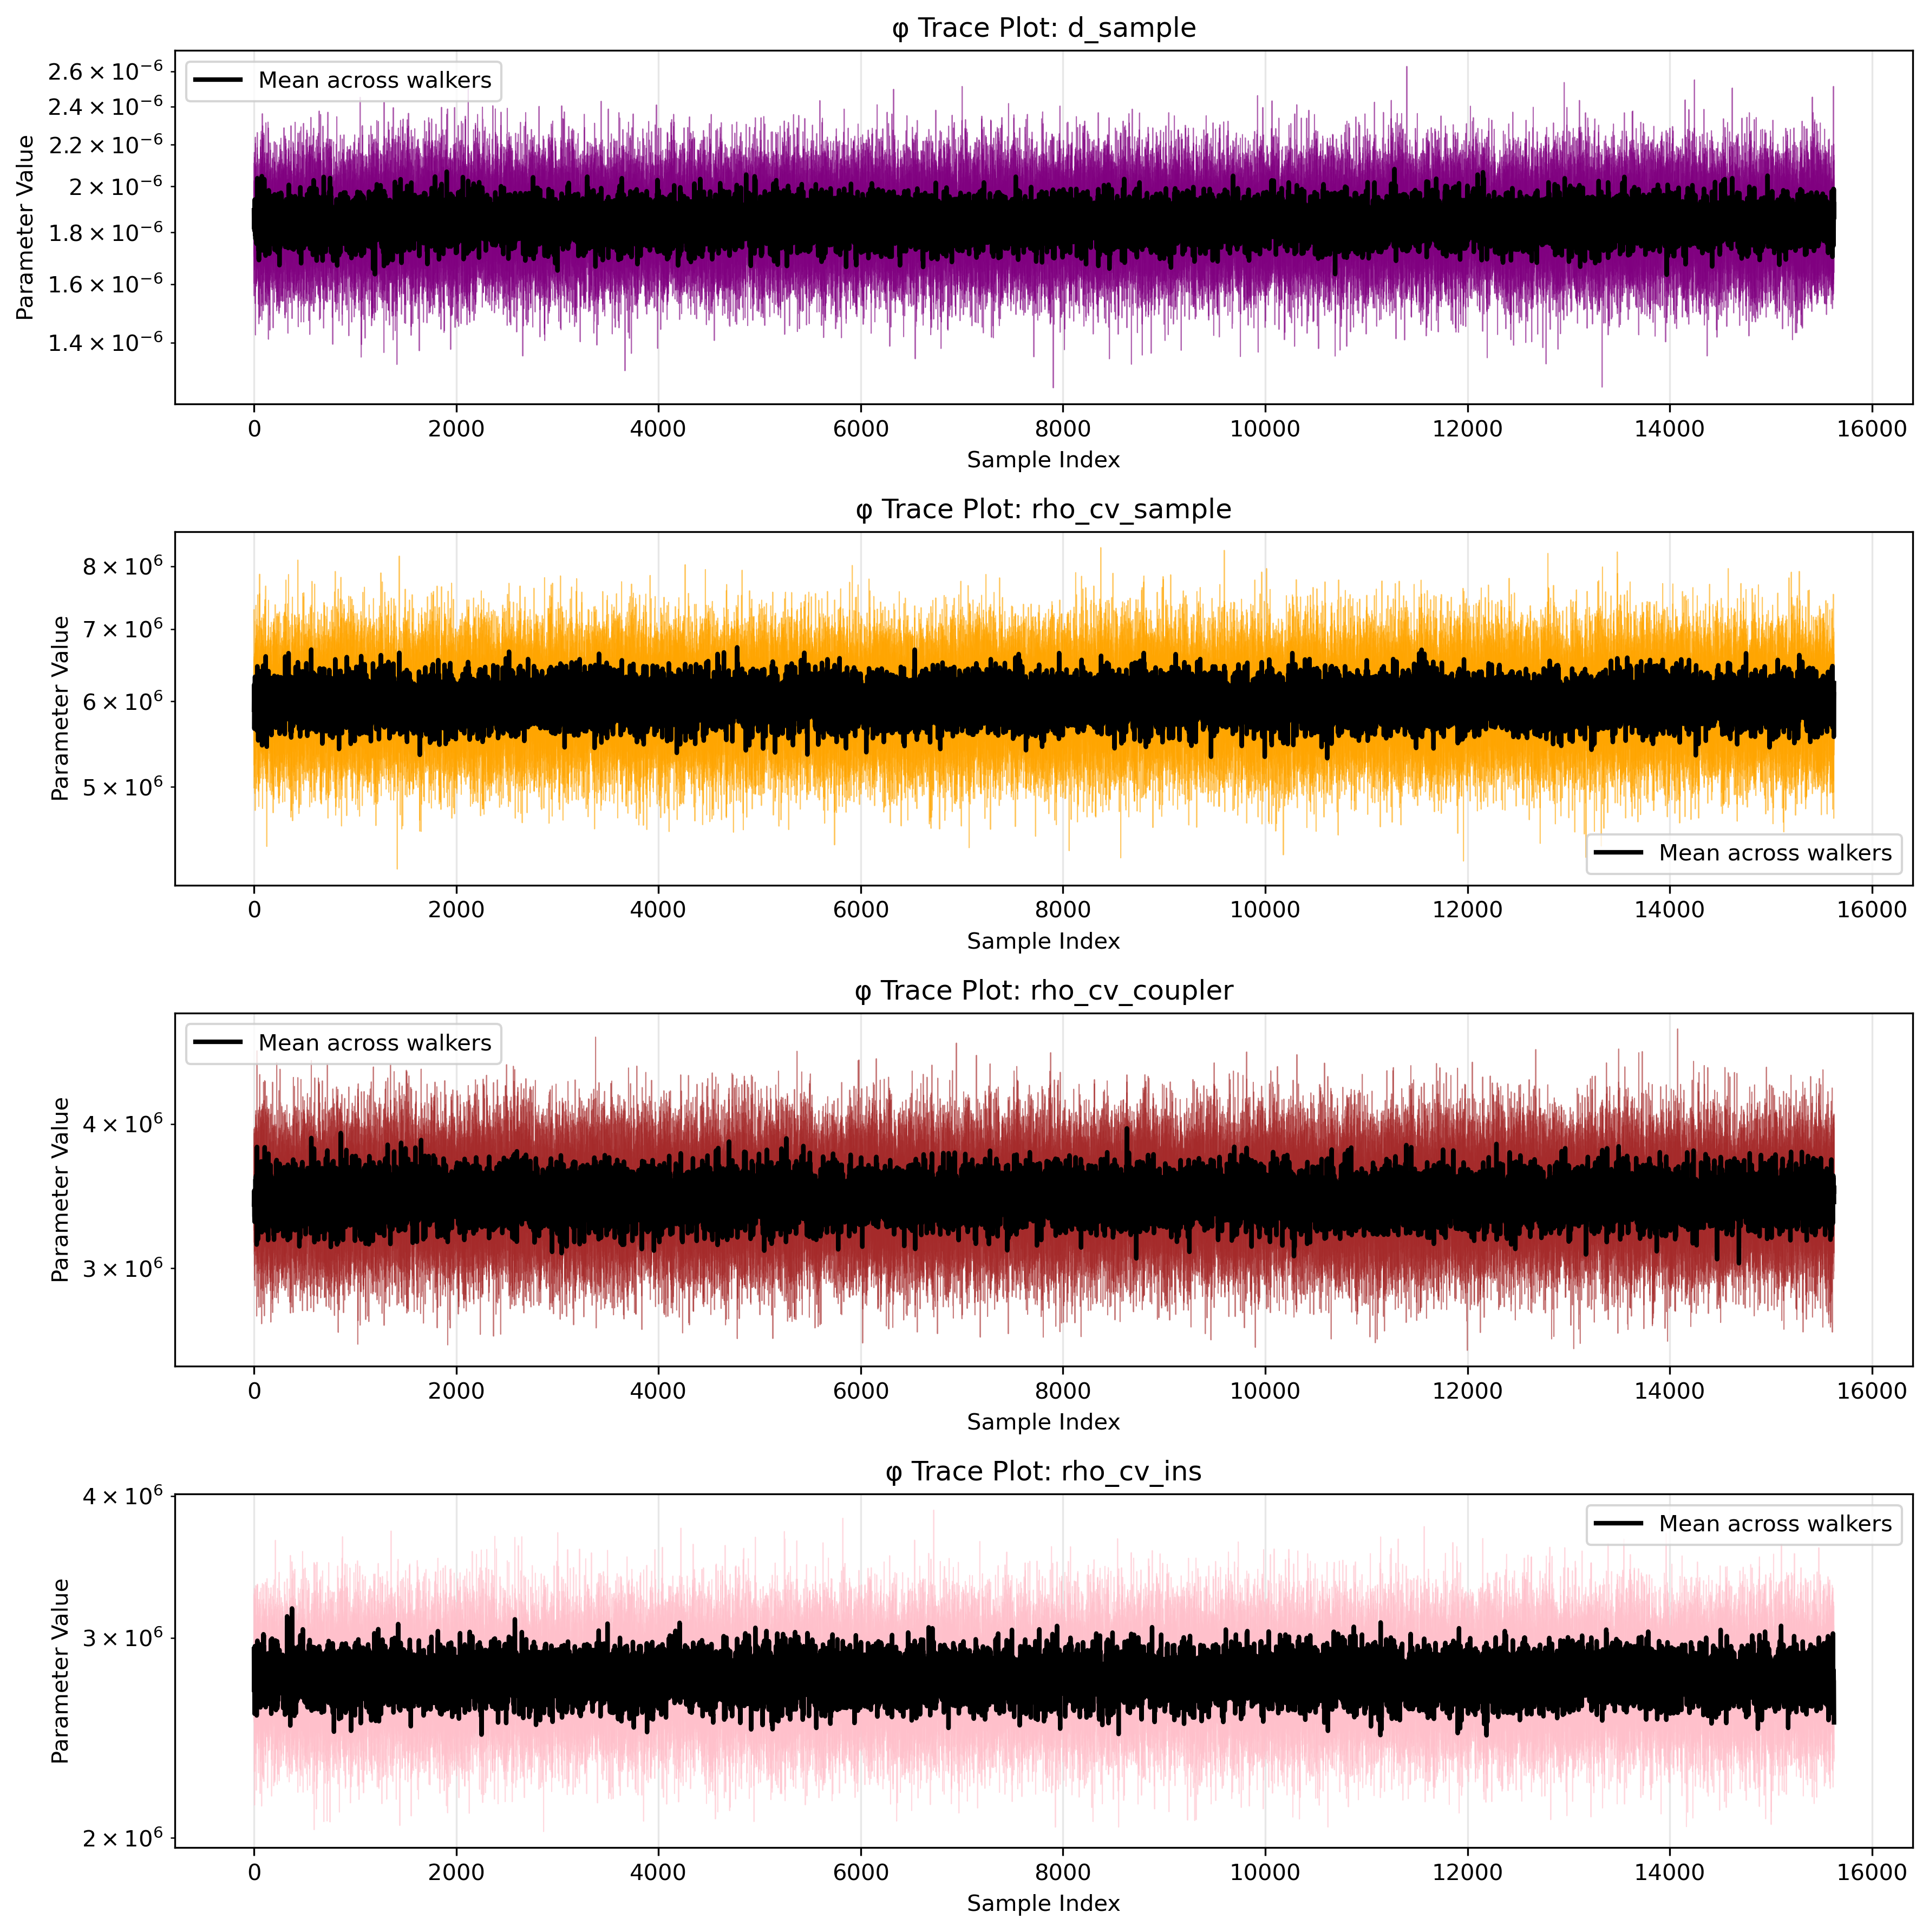 φ Trace Plot: d_sample
Mean across walkers
Parameter Value
2.6 × 10⁻⁶
2.4 × 10⁻⁶
2.2 × 10⁻⁶
2 × 10⁻⁶
1.8 × 10⁻⁶
1.6 × 10⁻⁶
1.4 × 10⁻⁶
0 2000 4000 6000 8000 10000 12000 14000 16000
Sample Index
φ Trace Plot: rho_cv_sample
Parameter Value
8 × 10⁶
7 × 10⁶
6 × 10⁶
5 × 10⁶
Mean across walkers
0 2000 4000 6000 8000 10000 12000 14000 16000
Sample Index
φ Trace Plot: rho_cv_coupler
Mean across walkers
Parameter Value
4 × 10⁶
3 × 10⁶
0 2000 4000 6000 8000 10000 12000 14000 16000
Sample Index
φ Trace Plot: rho_cv_ins
Mean across walkers
Parameter Value
4 × 10⁶
3 × 10⁶
2 × 10⁶
0 2000 4000 6000 8000 10000 12000 14000 16000
Sample Index